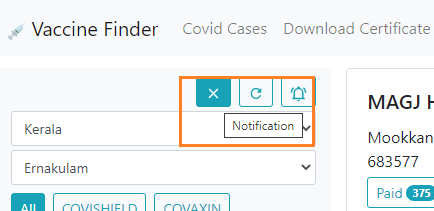 Vaccine Finder Covid Cases Download Certificate
MAGJ H
Kerala
Notification
Mookkan
683577
Ernakulam
Paid 375
All COVISHIELD COVAXIN